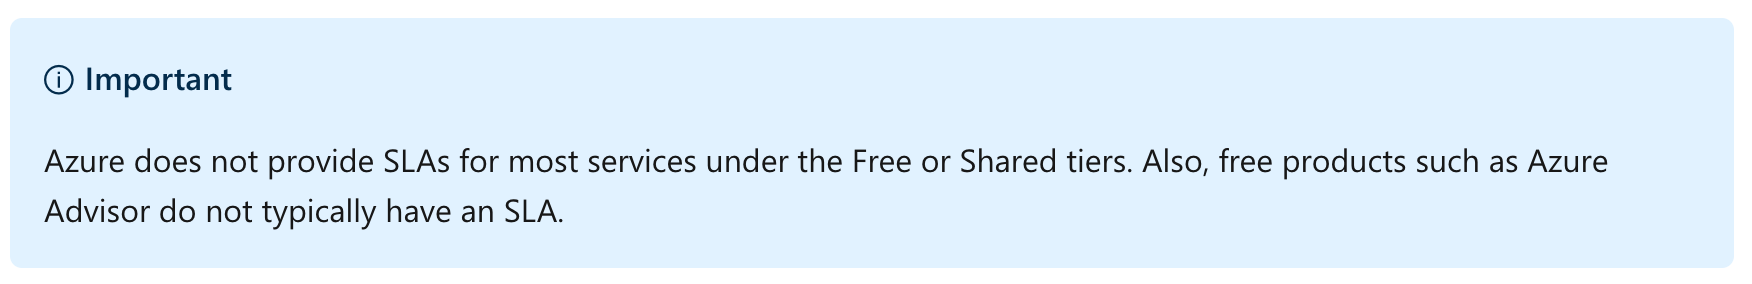 Important
Azure does not provide SLAs for most services under the Free or Shared tiers. Also, free products such as Azure
Advisor do not typically have an SLA.